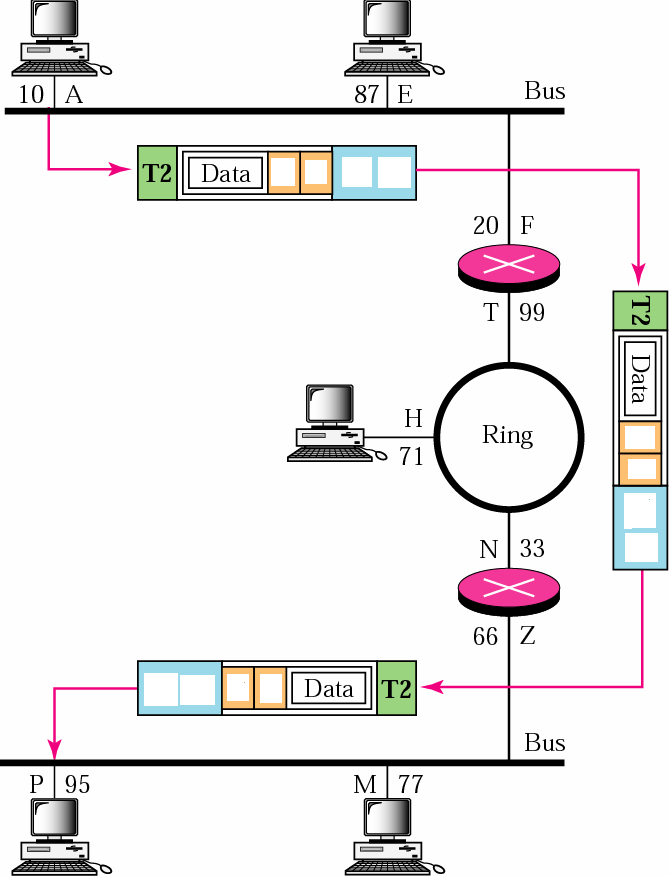 10 A
87 E
Bus
T2 Data
20 F
T 99
T2
Data
H
71
Ring
N 33
66 Z
Data T2
Bus
P 95
M 77